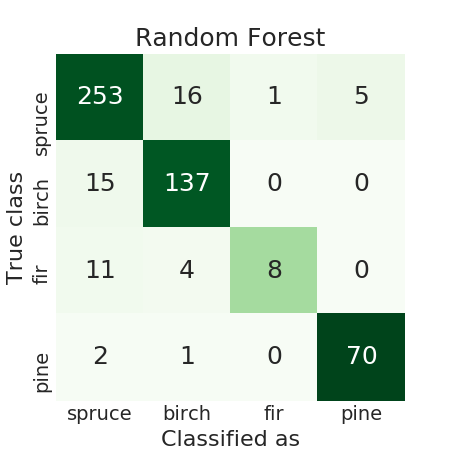 Random Forest
True class
spruce 253 16 1 5
birch 15 137 0 0
fir 11 4 8 0
pine 2 1 0 70
spruce birch fir pine
Classified as